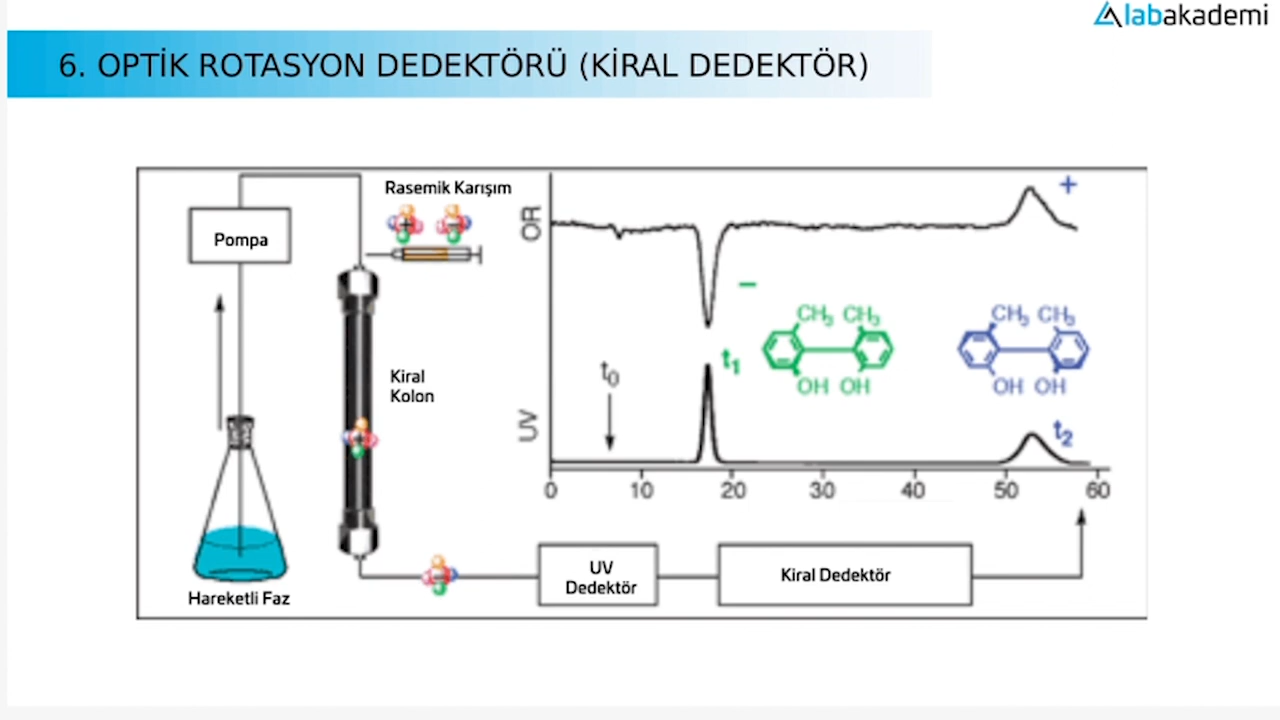 labakademi
6. OPTİK ROTASYON DEDEKTÖRÜ (KİRAL DEDEKTÖR)
Rasemik Karışım
+ −
Pompa
OR
+
−
CH3 CH3
OH OH
CH3 CH3
OH OH
t1
t0
Kiral
Kolon
+
UV
t2
0 10 20 30 40 50 60
UV
Dedektör
Kiral Dedektör
−
Hareketli Faz